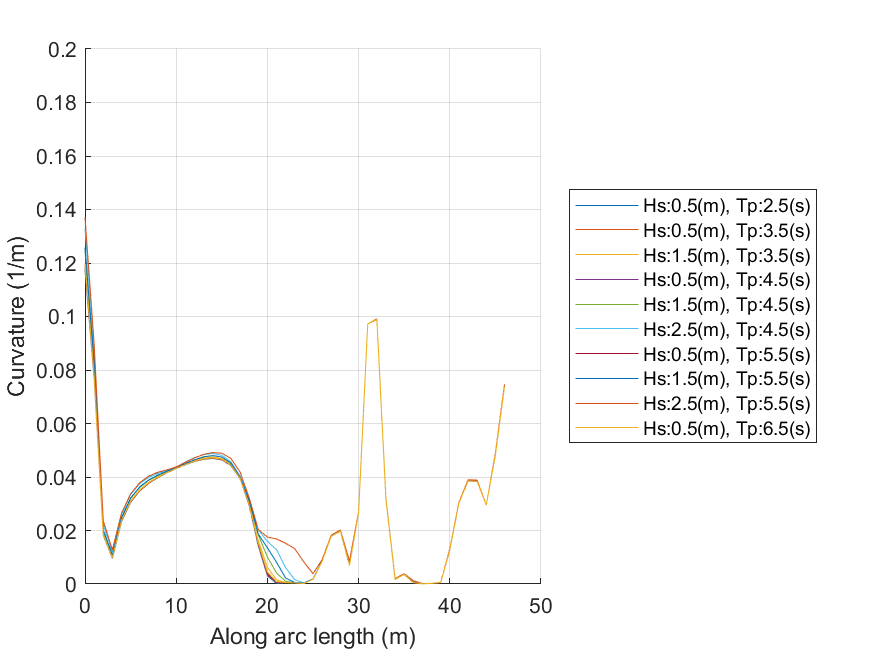 0.2
0.18
0.16
0.14
0.12
0.1
0.08
0.06
0.04
0.02
0
Curvature (1/m)
0 10 20 30 40 50
Along arc length (m)
Hs:0.5(m), Tp:2.5(s)
Hs:0.5(m), Tp:3.5(s)
Hs:1.5(m), Tp:3.5(s)
Hs:0.5(m), Tp:4.5(s)
Hs:1.5(m), Tp:4.5(s)
Hs:2.5(m), Tp:4.5(s)
Hs:0.5(m), Tp:5.5(s)
Hs:1.5(m), Tp:5.5(s)
Hs:2.5(m), Tp:5.5(s)
Hs:0.5(m), Tp:6.5(s)